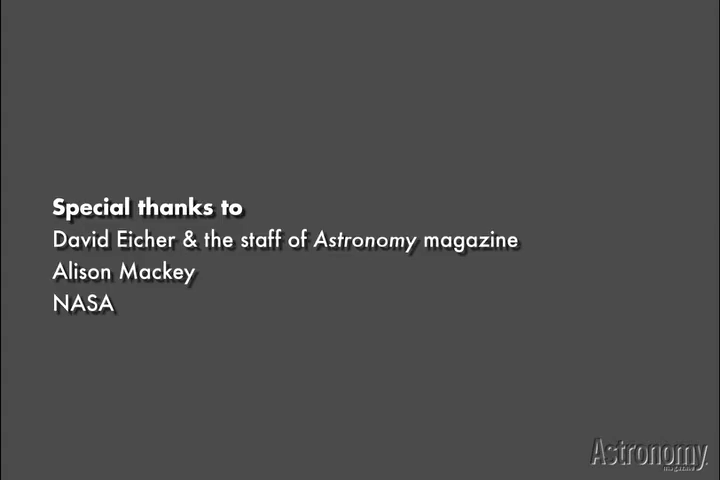 Special thanks to
David Eicher & the staff of Astronomy magazine
Alison Mackey
NASA
Astronomy
magazine